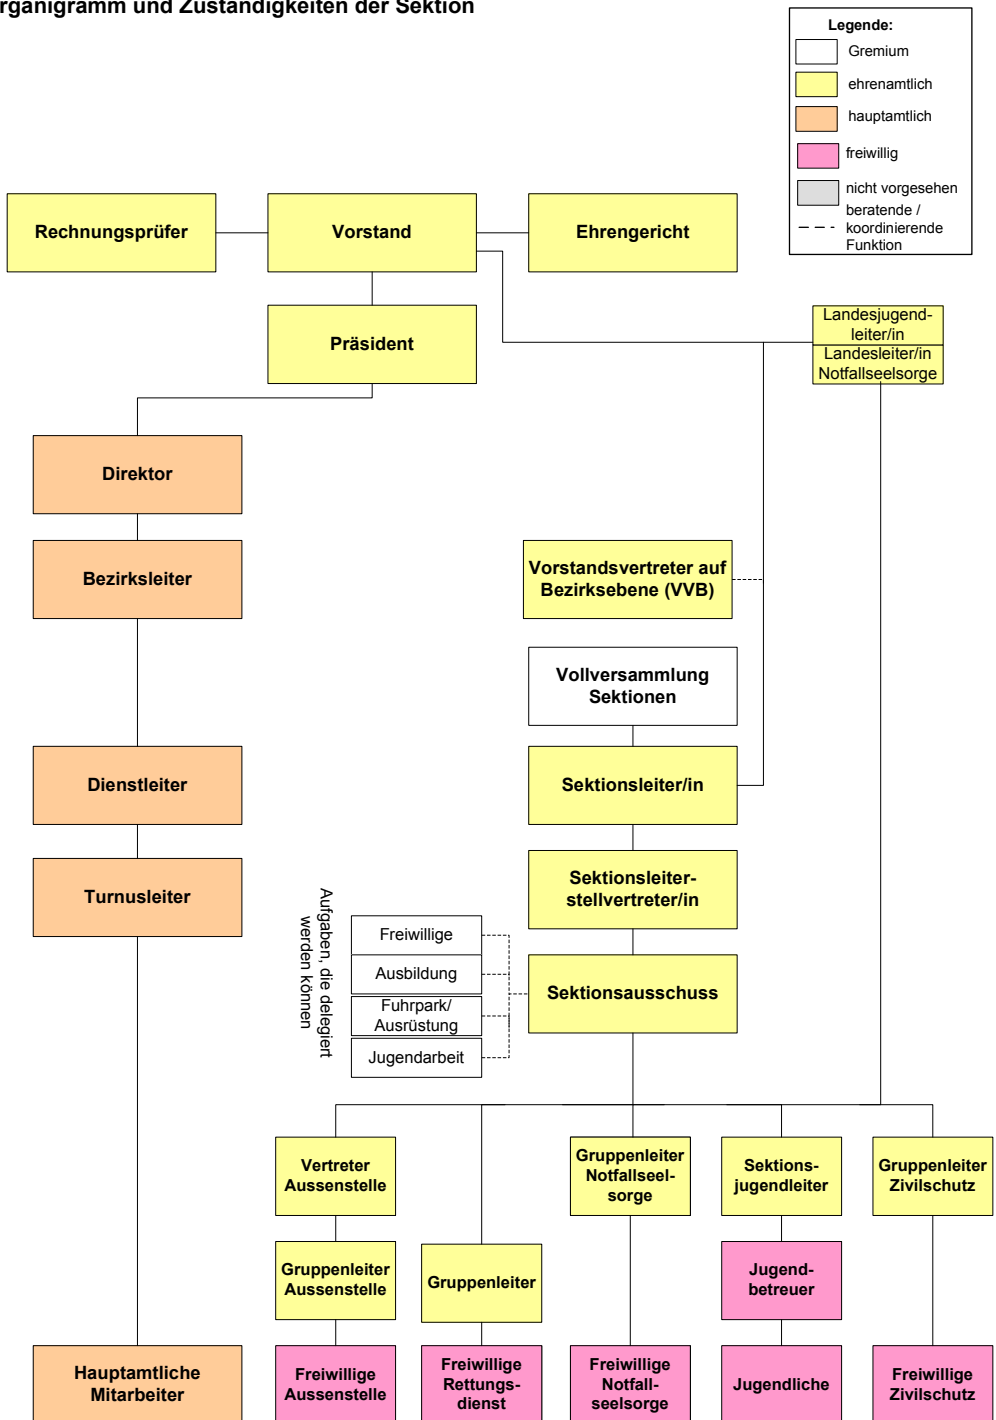 rganigramm und Zuständigkeiten der Sektion
Legende:
Gremium
ehrenamtlich
hauptamtlich
freiwillig
nicht vorgesehen
beratende /
koordinierende
Funktion
Rechnungsprüfer
Vorstand
Ehrengericht
Landesjugend-
leiter/in
Landesleiter/in
Notfallseelsorge
Präsident
Direktor
Bezirksleiter
Vorstandsvertreter auf
Bezirksebene (VVB)
Vollversammlung
Sektionen
Dienstleiter
Sektionsleiter/in
Turnusleiter
Sektionsleiter-
stellvertreter/in
Aufgaben, die delegiert
werden können
Freiwillige
Ausbildung
Fuhrpark/
Ausrüstung
Jugendarbeit
Sektionsausschuss
Vertreter
Aussenstelle
Gruppenleiter
Notfallseel-
sorge
Sektions-
jugendleiter
Gruppenleiter
Zivilschutz
Gruppenleiter
Aussenstelle
Gruppenleiter
Jugend-
betreuer
Hauptamtliche
Mitarbeiter
Freiwillige
Aussenstelle
Freiwillige
Rettungs-
dienst
Freiwillige
Notfall-
seelsorge
Jugendliche
Freiwillige
Zivilschutz